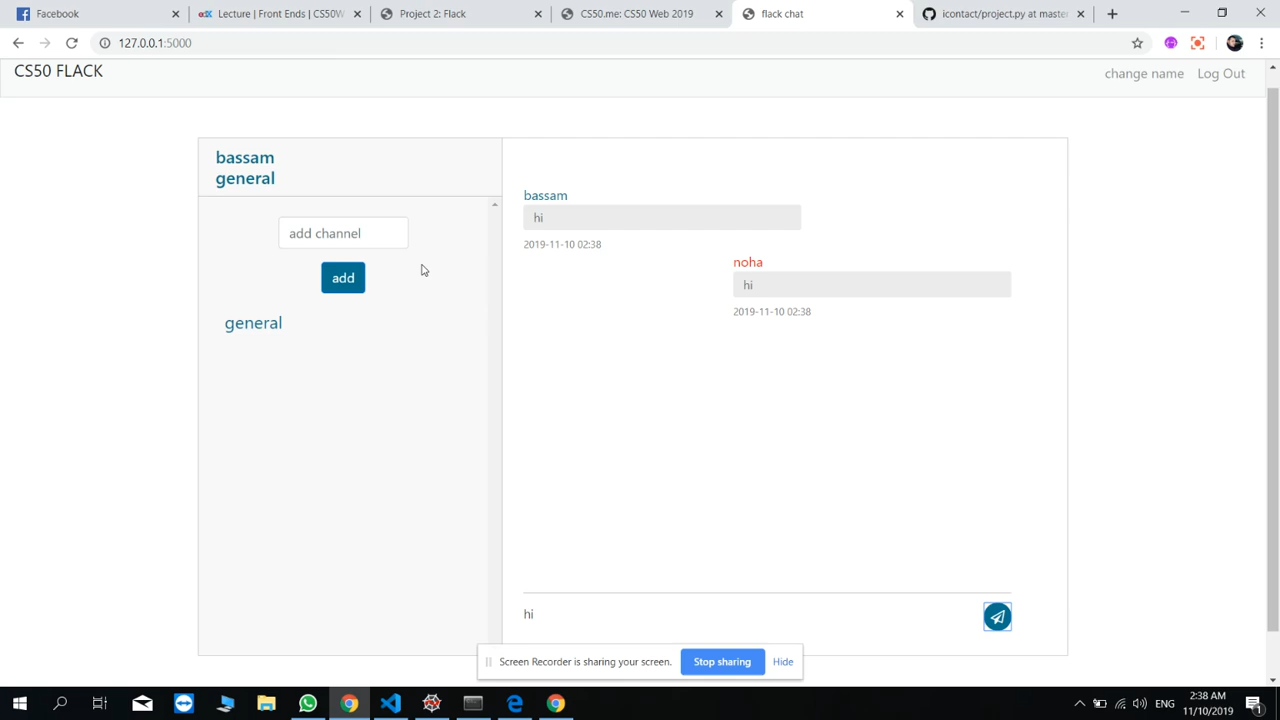 Facebook
Lecture | Front Ends | CS50W
Project 2: Flack
CS50.me: CS50 Web 2019
flack chat
icontact/project.py at master
127.0.0.1:5000
CS50 FLACK
change name
Log Out
bassam
general
add channel
add
general
bassam
hi
2019-11-10 02:38
noha
hi
2019-11-10 02:38
hi
Screen Recorder is sharing your screen.
Stop sharing
Hide
ENG
2:38 AM
11/10/2019
1